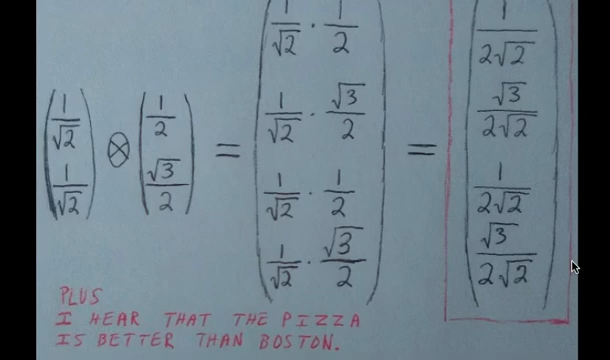 (1/√2 1/√2) ⊗ (1/2 √3/2) = (1/√2 · 1/2 1/√2 · √3/2 1/√2 · 1/2 1/√2 · √3/2) = (1/2√2 √3/2√2 1/2√2 √3/2√2)
PLUS
I HEAR THAT THE PIZZA
IS BETTER THAN BOSTON.